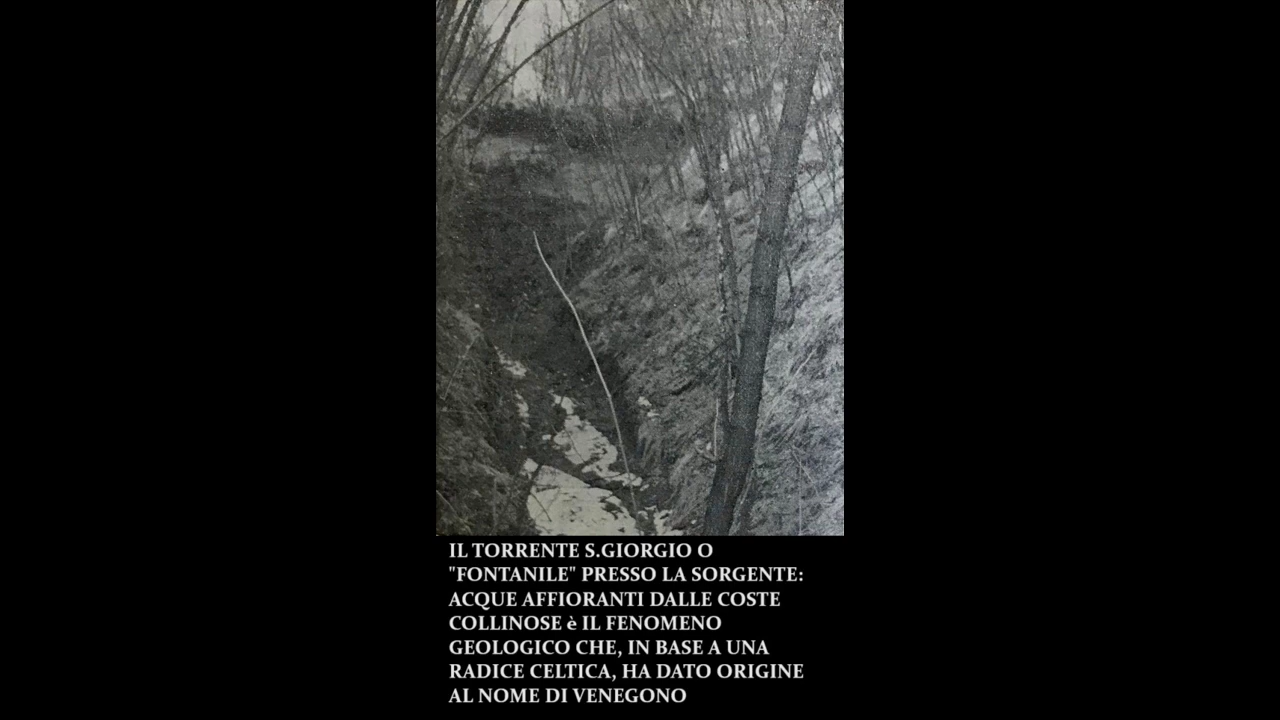 IL TORRENTE S.GIORGIO O
"FONTANILE" PRESSO LA SORGENTE:
ACQUE AFFIORANTI DALLE COSTE
COLLINOSE è IL FENOMENO
GEOLOGICO CHE, IN BASE A UNA
RADICE CELTICA, HA DATO ORIGINE
AL NOME DI VENEGONO